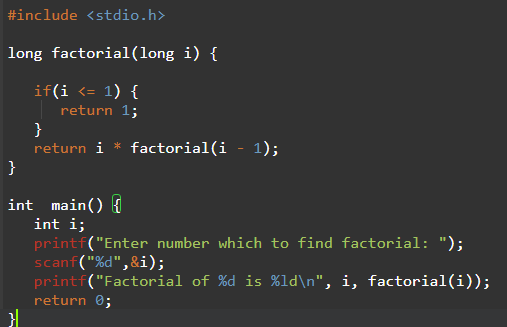 #include <stdio.h>
long factorial(long i) {
if(i <= 1) {
return 1;
}
return i * factorial(i - 1);
}
int  main() {
int i;
printf("Enter number which to find factorial: ");
scanf("%d",&i);
printf("Factorial of %d is %ld\n", i, factorial(i));
return 0;
}